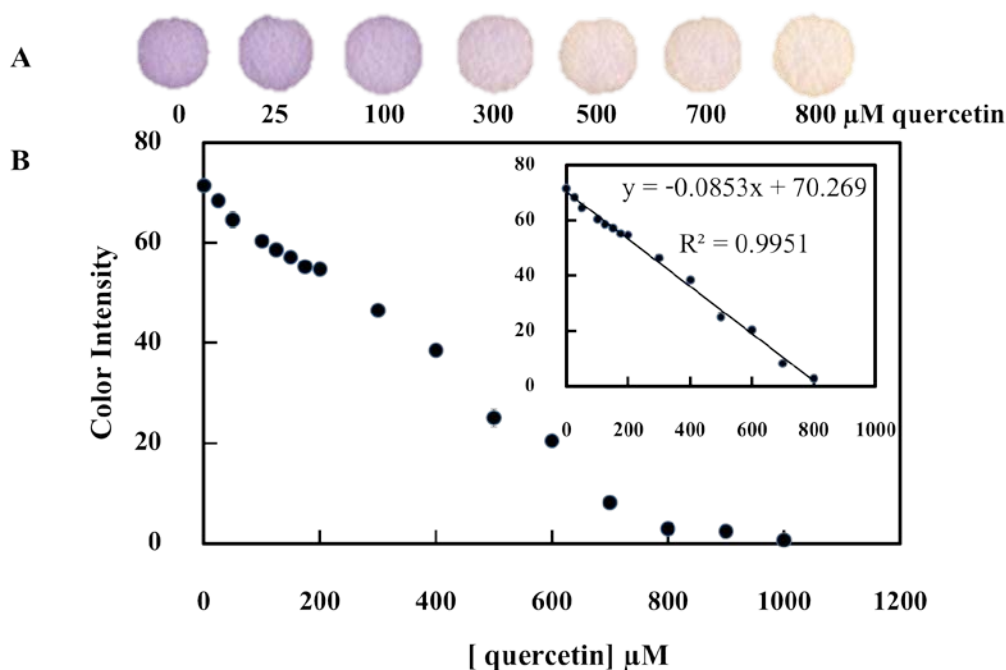 A
0 25 100 300 500 700 800 µM quercetin
B
80
60
40
20
0
Color Intensity
0 200 400 600 800 1000 1200
[ quercetin] µM
80
60
40
20
0
y = -0.0853x + 70.269
R² = 0.9951
0 200 400 600 800 1000